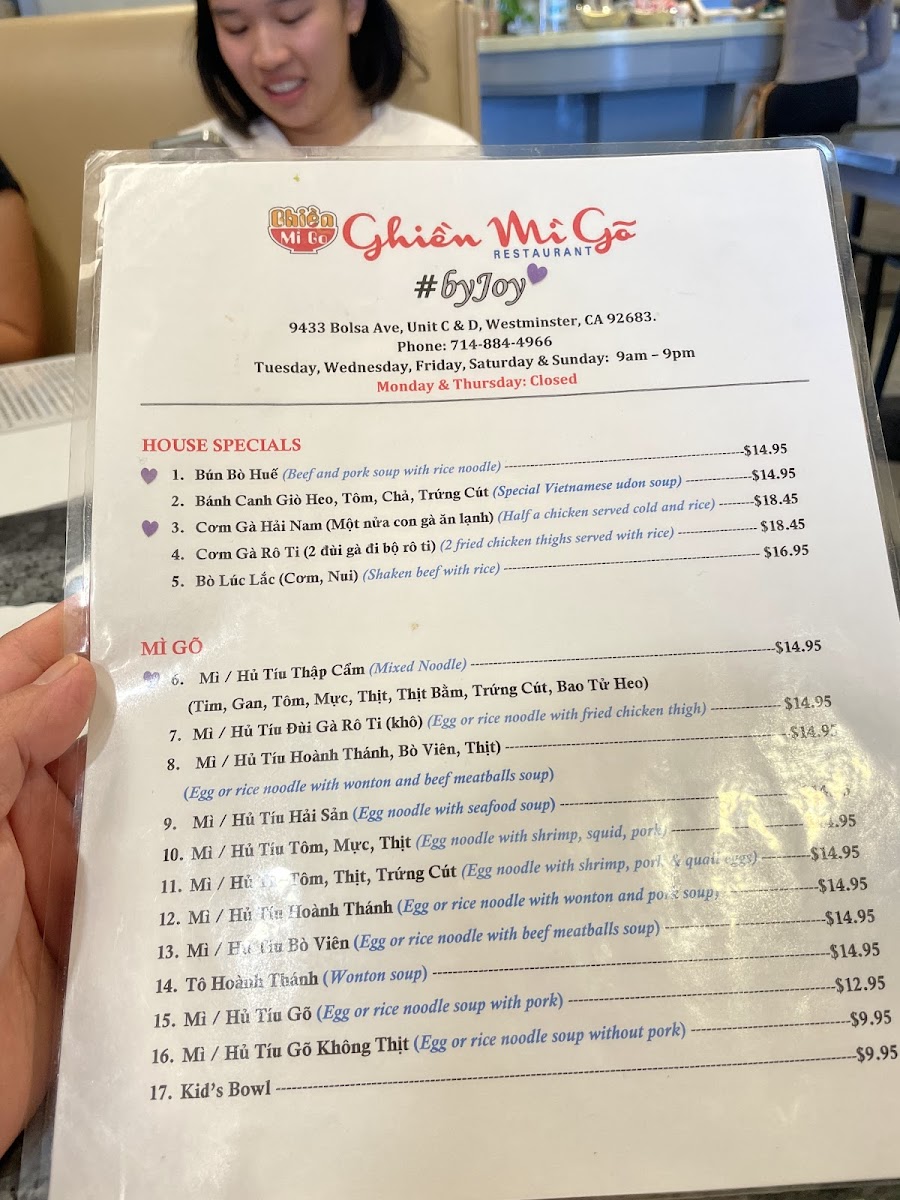 Ghiền
Mì Gõ
Ghiền Mì Gõ
RESTAURANT
#byJoy
9433 Bolsa Ave, Unit C & D, Westminster, CA 92683.
Phone: 714-884-4966
Tuesday, Wednesday, Friday, Saturday & Sunday: 9am – 9pm
Monday & Thursday: Closed
HOUSE SPECIALS
1. Bún Bò Huế (Beef and pork soup with rice noodle) $14.95
2. Bánh Canh Giò Heo, Tôm, Chả, Trứng Cút (Special Vietnamese udon soup) $14.95
3. Cơm Gà Hải Nam (Một nửa con gà ăn lạnh) (Half a chicken served cold and rice) $18.45
4. Cơm Gà Rô Ti (2 đùi gà đi bộ rô ti) (2 fried chicken thighs served with rice) $18.45
5. Bò Lúc Lắc (Cơm, Nui) (Shaken beef with rice) $16.95
MÌ GÕ
6. Mì / Hủ Tíu Thập Cẩm (Mixed Noodle) $14.95
(Tim, Gan, Tôm, Mực, Thịt, Thịt Bằm, Trứng Cút, Bao Tử Heo)
7. Mì / Hủ Tíu Đùi Gà Rô Ti (khô) (Egg or rice noodle with fried chicken thigh) $14.95
8. Mì / Hủ Tíu Hoành Thánh, Bò Viên, Thịt) $14.95
(Egg or rice noodle with wonton and beef meatballs soup)
9. Mì / Hủ Tíu Hải Sản (Egg noodle with seafood soup)
10. Mì / Hủ Tíu Tôm, Mực, Thịt (Egg noodle with shrimp, squid, pork) .95
11. Mì / Hủ Tíu Tôm, Thịt, Trứng Cút (Egg noodle with shrimp, pork & quail eggs) $14.95
12. Mì / Hủ Tíu Hoành Thánh (Egg or rice noodle with wonton and pork soup) $14.95
13. Mì / Hủ Tíu Bò Viên (Egg or rice noodle with beef meatballs soup) $14.95
14. Tô Hoành Thánh (Wonton soup) $14.95
15. Mì / Hủ Tíu Gõ (Egg or rice noodle soup with pork) $12.95
16. Mì / Hủ Tíu Gõ Không Thịt (Egg or rice noodle soup without pork) $9.95
17. Kid's Bowl $9.95